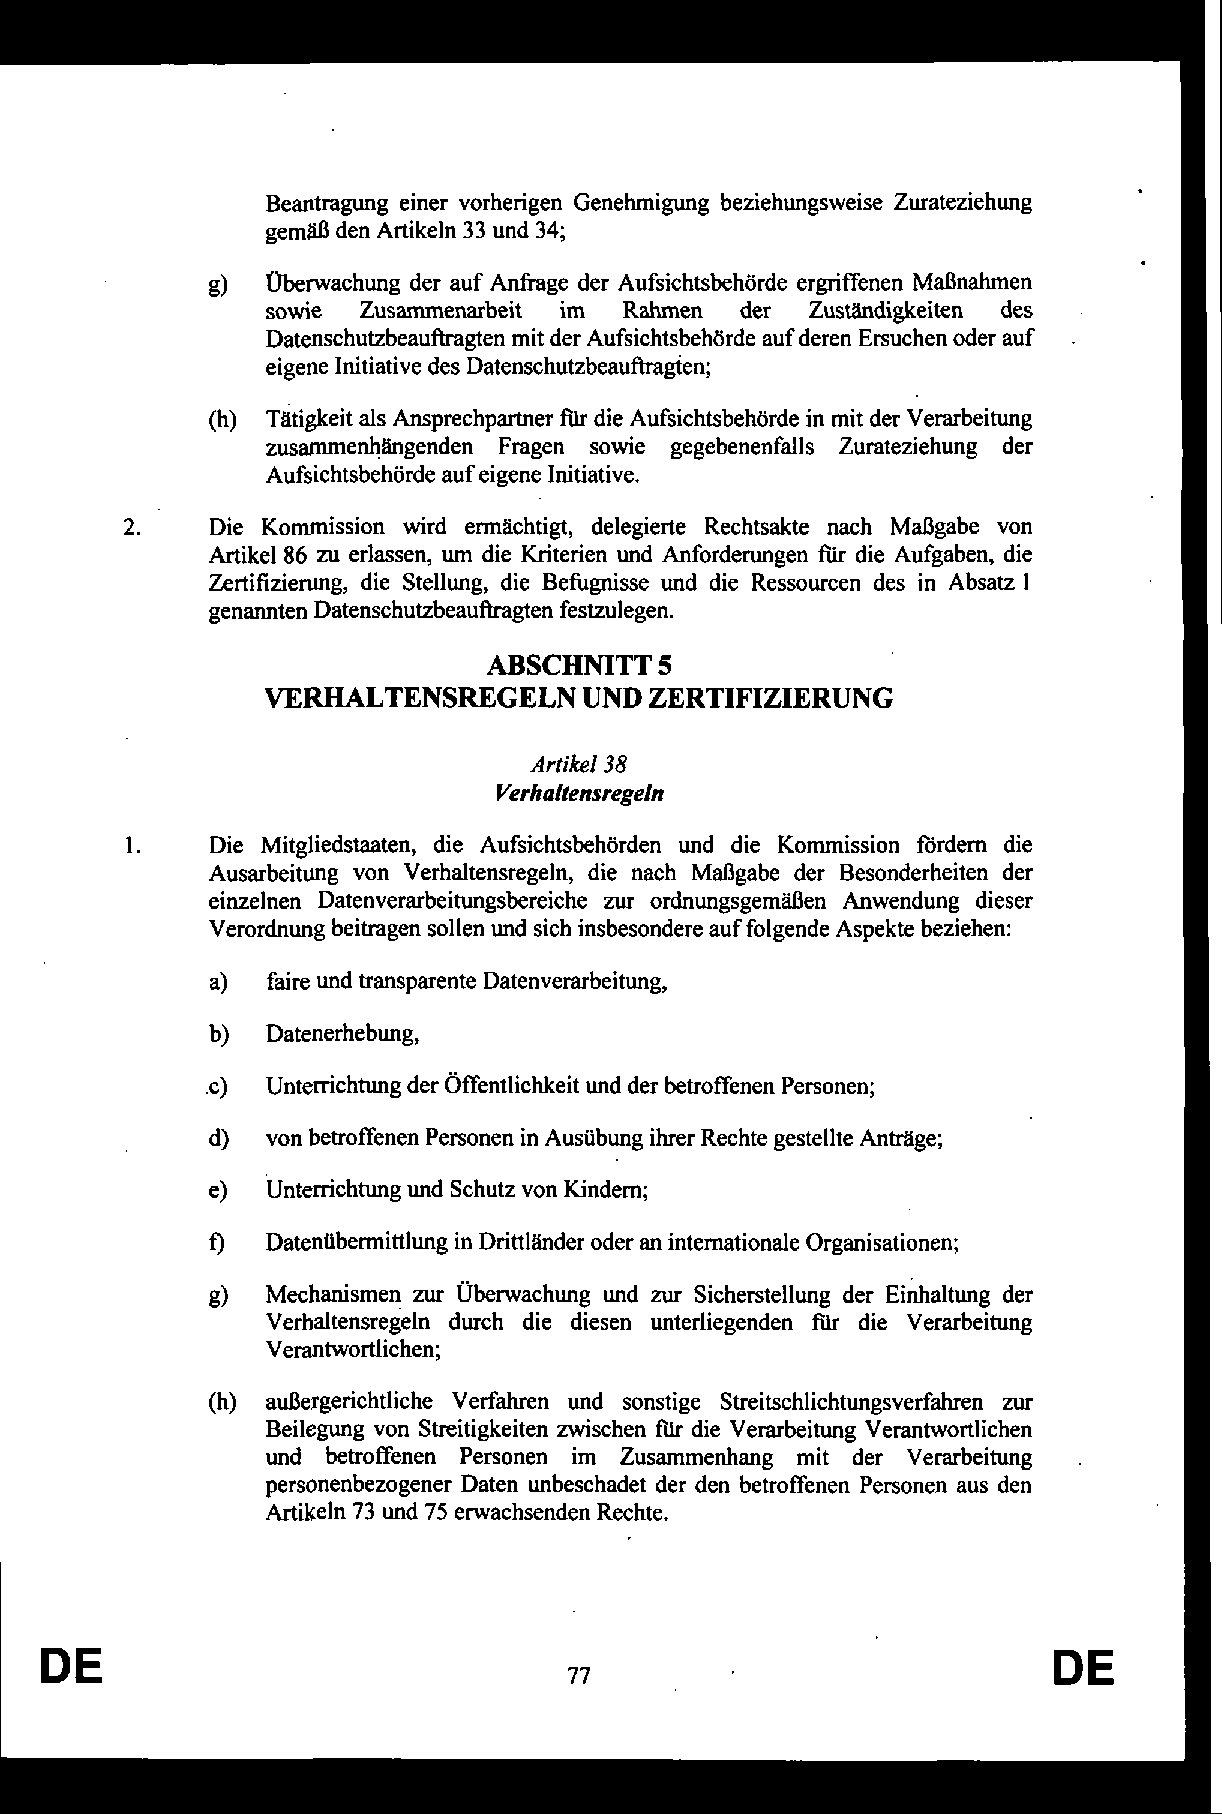 Beantragung einer vorherigen Genehmigung beziehungsweise Zurateziehung
gemäß den Artikeln 33 und 34;
g) Überwachung der auf Anfrage der Aufsichtsbehörde ergriffenen Maßnahmen
sowie Zusammenarbeit im Rahmen der Zuständigkeiten des
Datenschutzbeauftragten mit der Aufsichtsbehörde auf deren Ersuchen oder auf
eigene Initiative des Datenschutzbeauftragten;
(h) Tätigkeit als Ansprechpartner für die Aufsichtsbehörde in mit der Verarbeitung
zusammenhängenden Fragen sowie gegebenenfalls Zurateziehung der
Aufsichtsbehörde auf eigene Initiative.
2. Die Kommission wird ermächtigt, delegierte Rechtsakte nach Maßgabe von
Artikel 86 zu erlassen, um die Kriterien und Anforderungen für die Aufgaben, die
Zertifizierung, die Stellung, die Befugnisse und die Ressourcen des in Absatz 1
genannten Datenschutzbeauftragten festzulegen.
ABSCHNITT 5
VERHALTENSREGELN UND ZERTIFIZIERUNG
Artikel 38
Verhaltensregeln
1. Die Mitgliedstaaten, die Aufsichtsbehörden und die Kommission fördern die
Ausarbeitung von Verhaltensregeln, die nach Maßgabe der Besonderheiten der
einzelnen Datenverarbeitungsbereiche zur ordnungsgemäßen Anwendung dieser
Verordnung beitragen sollen und sich insbesondere auf folgende Aspekte beziehen:
a) faire und transparente Datenverarbeitung,
b) Datenerhebung,
c) Unterrichtung der Öffentlichkeit und der betroffenen Personen;
d) von betroffenen Personen in Ausübung ihrer Rechte gestellte Anträge;
e) Unterrichtung und Schutz von Kindern;
f) Datenübermittlung in Drittländer oder an internationale Organisationen;
g) Mechanismen zur Überwachung und zur Sicherstellung der Einhaltung der
Verhaltensregeln durch die diesen unterliegenden für die Verarbeitung
Verantwortlichen;
(h) außergerichtliche Verfahren und sonstige Streitschlichtungsverfahren zur
Beilegung von Streitigkeiten zwischen für die Verarbeitung Verantwortlichen
und betroffenen Personen im Zusammenhang mit der Verarbeitung
personenbezogener Daten unbeschadet der den betroffenen Personen aus den
Artikeln 73 und 75 erwachsenden Rechte.
DE 77 DE